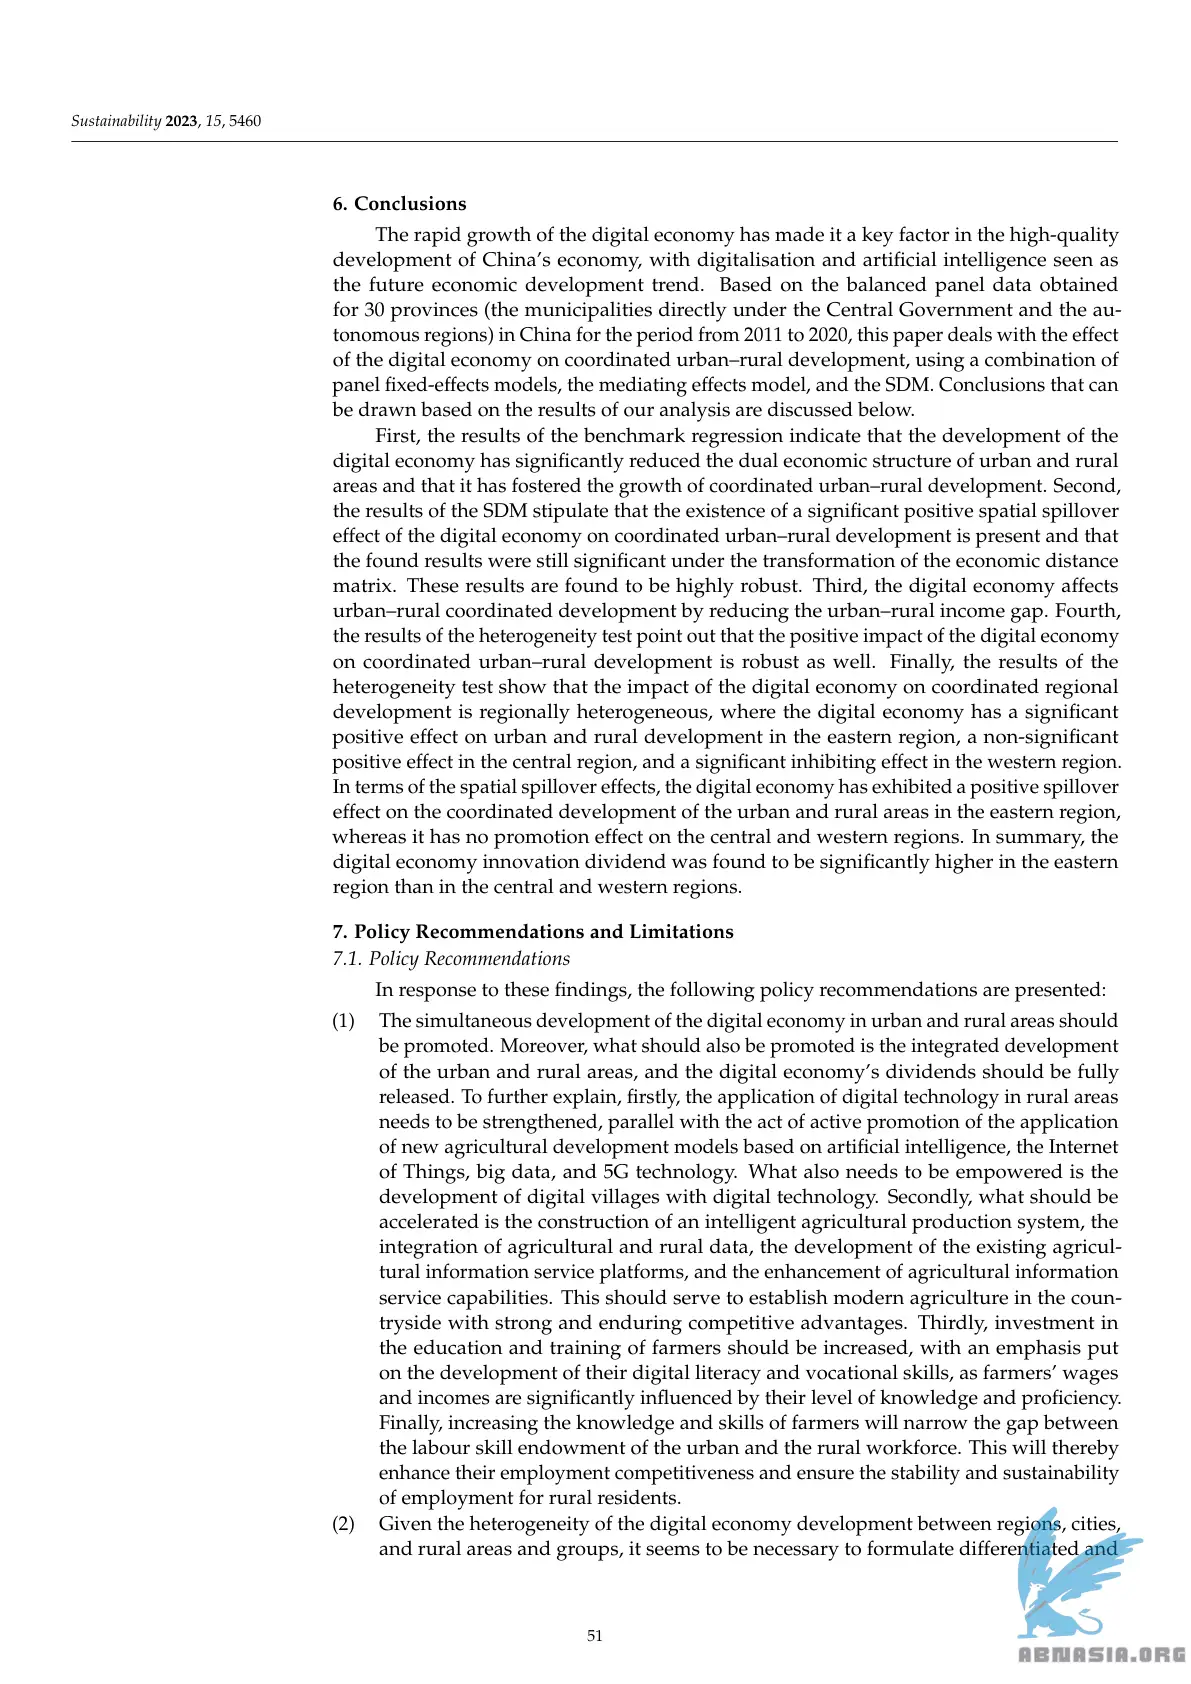 Sustainability 2023, 15, 5460
6. Conclusions
The rapid growth of the digital economy has made it a key factor in the high-quality
development of China's economy, with digitalisation and artificial intelligence seen as
the future economic development trend. Based on the balanced panel data obtained
for 30 provinces (the municipalities directly under the Central Government and the au-
tonomous regions) in China for the period from 2011 to 2020, this paper deals with the effect
of the digital economy on coordinated urban–rural development, using a combination of
panel fixed-effects models, the mediating effects model, and the SDM. Conclusions that can
be drawn based on the results of our analysis are discussed below.
First, the results of the benchmark regression indicate that the development of the
digital economy has significantly reduced the dual economic structure of urban and rural
areas and that it has fostered the growth of coordinated urban–rural development. Second,
the results of the SDM stipulate that the existence of a significant positive spatial spillover
effect of the digital economy on coordinated urban–rural development is present and that
the found results were still significant under the transformation of the economic distance
matrix. These results are found to be highly robust. Third, the digital economy affects
urban–rural coordinated development by reducing the urban–rural income gap. Fourth,
the results of the heterogeneity test point out that the positive impact of the digital economy
on coordinated urban–rural development is robust as well. Finally, the results of the
heterogeneity test show that the impact of the digital economy on coordinated regional
development is regionally heterogeneous, where the digital economy has a significant
positive effect on urban and rural development in the eastern region, a non-significant
positive effect in the central region, and a significant inhibiting effect in the western region.
In terms of the spatial spillover effects, the digital economy has exhibited a positive spillover
effect on the coordinated development of the urban and rural areas in the eastern region,
whereas it has no promotion effect on the central and western regions. In summary, the
digital economy innovation dividend was found to be significantly higher in the eastern
region than in the central and western regions.
7. Policy Recommendations and Limitations
7.1. Policy Recommendations
In response to these findings, the following policy recommendations are presented:
(1) The simultaneous development of the digital economy in urban and rural areas should
be promoted. Moreover, what should also be promoted is the integrated development
of the urban and rural areas, and the digital economy's dividends should be fully
released. To further explain, firstly, the application of digital technology in rural areas
needs to be strengthened, parallel with the act of active promotion of the application
of new agricultural development models based on artificial intelligence, the Internet
of Things, big data, and 5G technology. What also needs to be empowered is the
development of digital villages with digital technology. Secondly, what should be
accelerated is the construction of an intelligent agricultural production system, the
integration of agricultural and rural data, the development of the existing agricul-
tural information service platforms, and the enhancement of agricultural information
service capabilities. This should serve to establish modern agriculture in the coun-
tryside with strong and enduring competitive advantages. Thirdly, investment in
the education and training of farmers should be increased, with an emphasis put
on the development of their digital literacy and vocational skills, as farmers' wages
and incomes are significantly influenced by their level of knowledge and proficiency.
Finally, increasing the knowledge and skills of farmers will narrow the gap between
the labour skill endowment of the urban and the rural workforce. This will thereby
enhance their employment competitiveness and ensure the stability and sustainability
of employment for rural residents.
(2) Given the heterogeneity of the digital economy development between regions, cities,
and rural areas and groups, it seems to be necessary to formulate differentiated and
51
ABNASIA.ORG